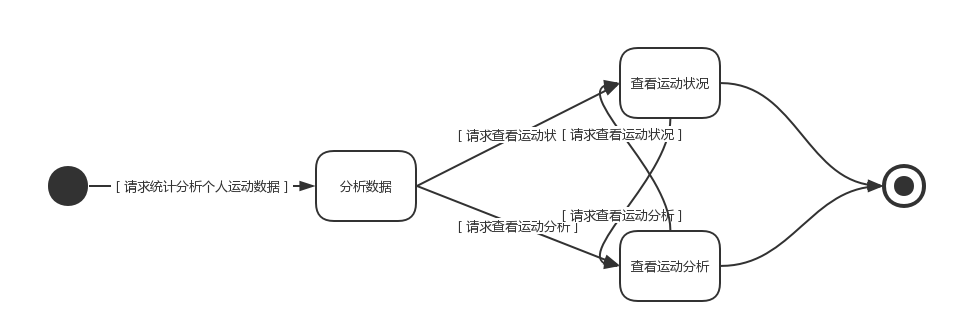 查看运动状况
[ 请求查看运动状
[ 请求查看运动状况 ]
[ 请求统计分析个人运动数据 ]
分析数据
[ 请求查看运动分析 ]
[ 请求查看运动分析 ]
查看运动分析